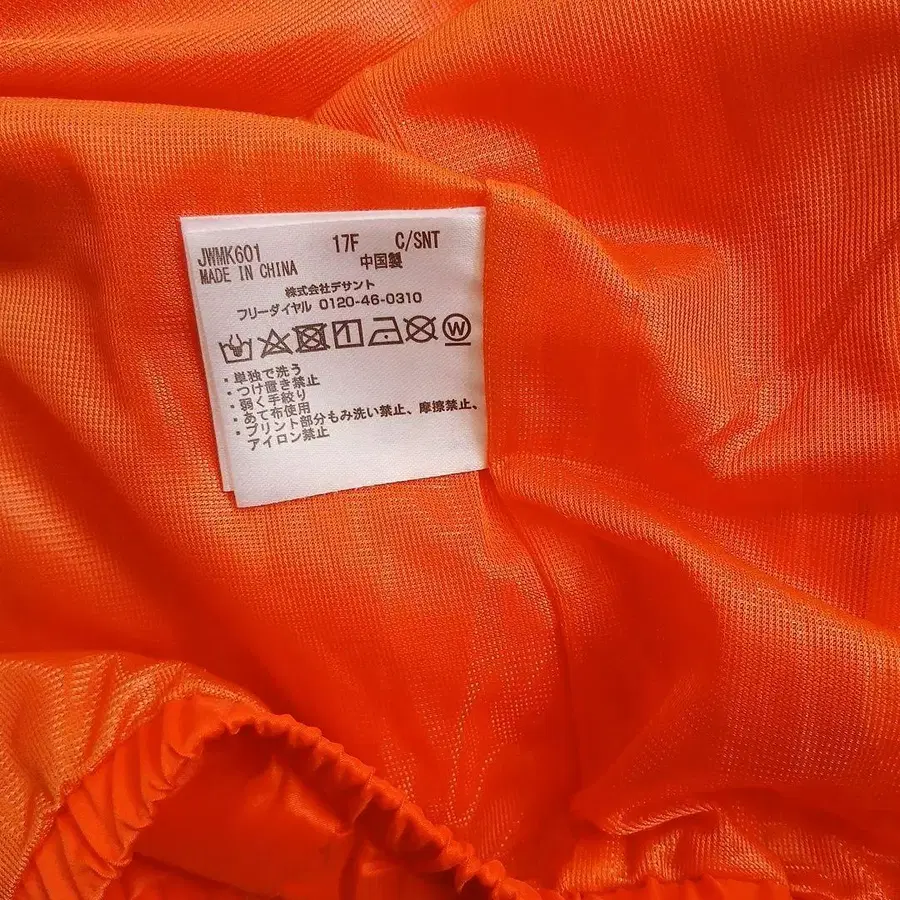 JWMK601 17F C/SNT
MADE IN CHINA 中国製
株式会社デサント
フリーダイヤル 0120-46-0310
W
・単独で洗う
・つけ置き禁止
・弱く手絞り
・あて布使用
・プリント部分もみ洗い禁止、摩擦禁止、
アイロン禁止